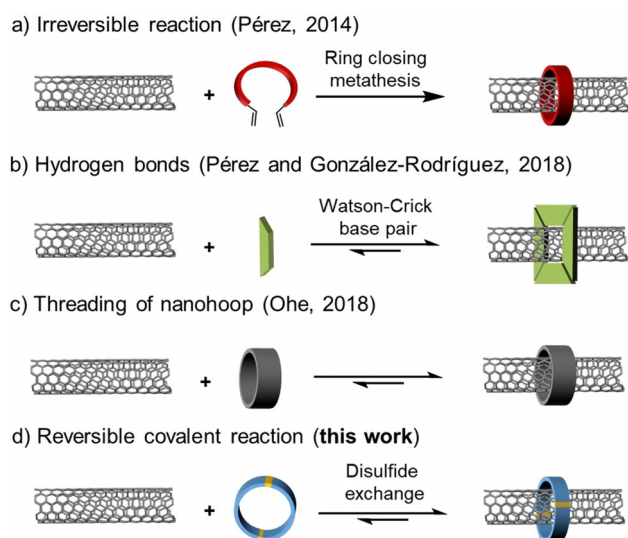 a) Irreversible reaction (Pérez, 2014)
+
Ring closing
metathesis
b) Hydrogen bonds (Pérez and González-Rodríguez, 2018)
+
Watson-Crick
base pair
c) Threading of nanohoop (Ohe, 2018)
+
d) Reversible covalent reaction (this work)
+
Disulfide
exchange